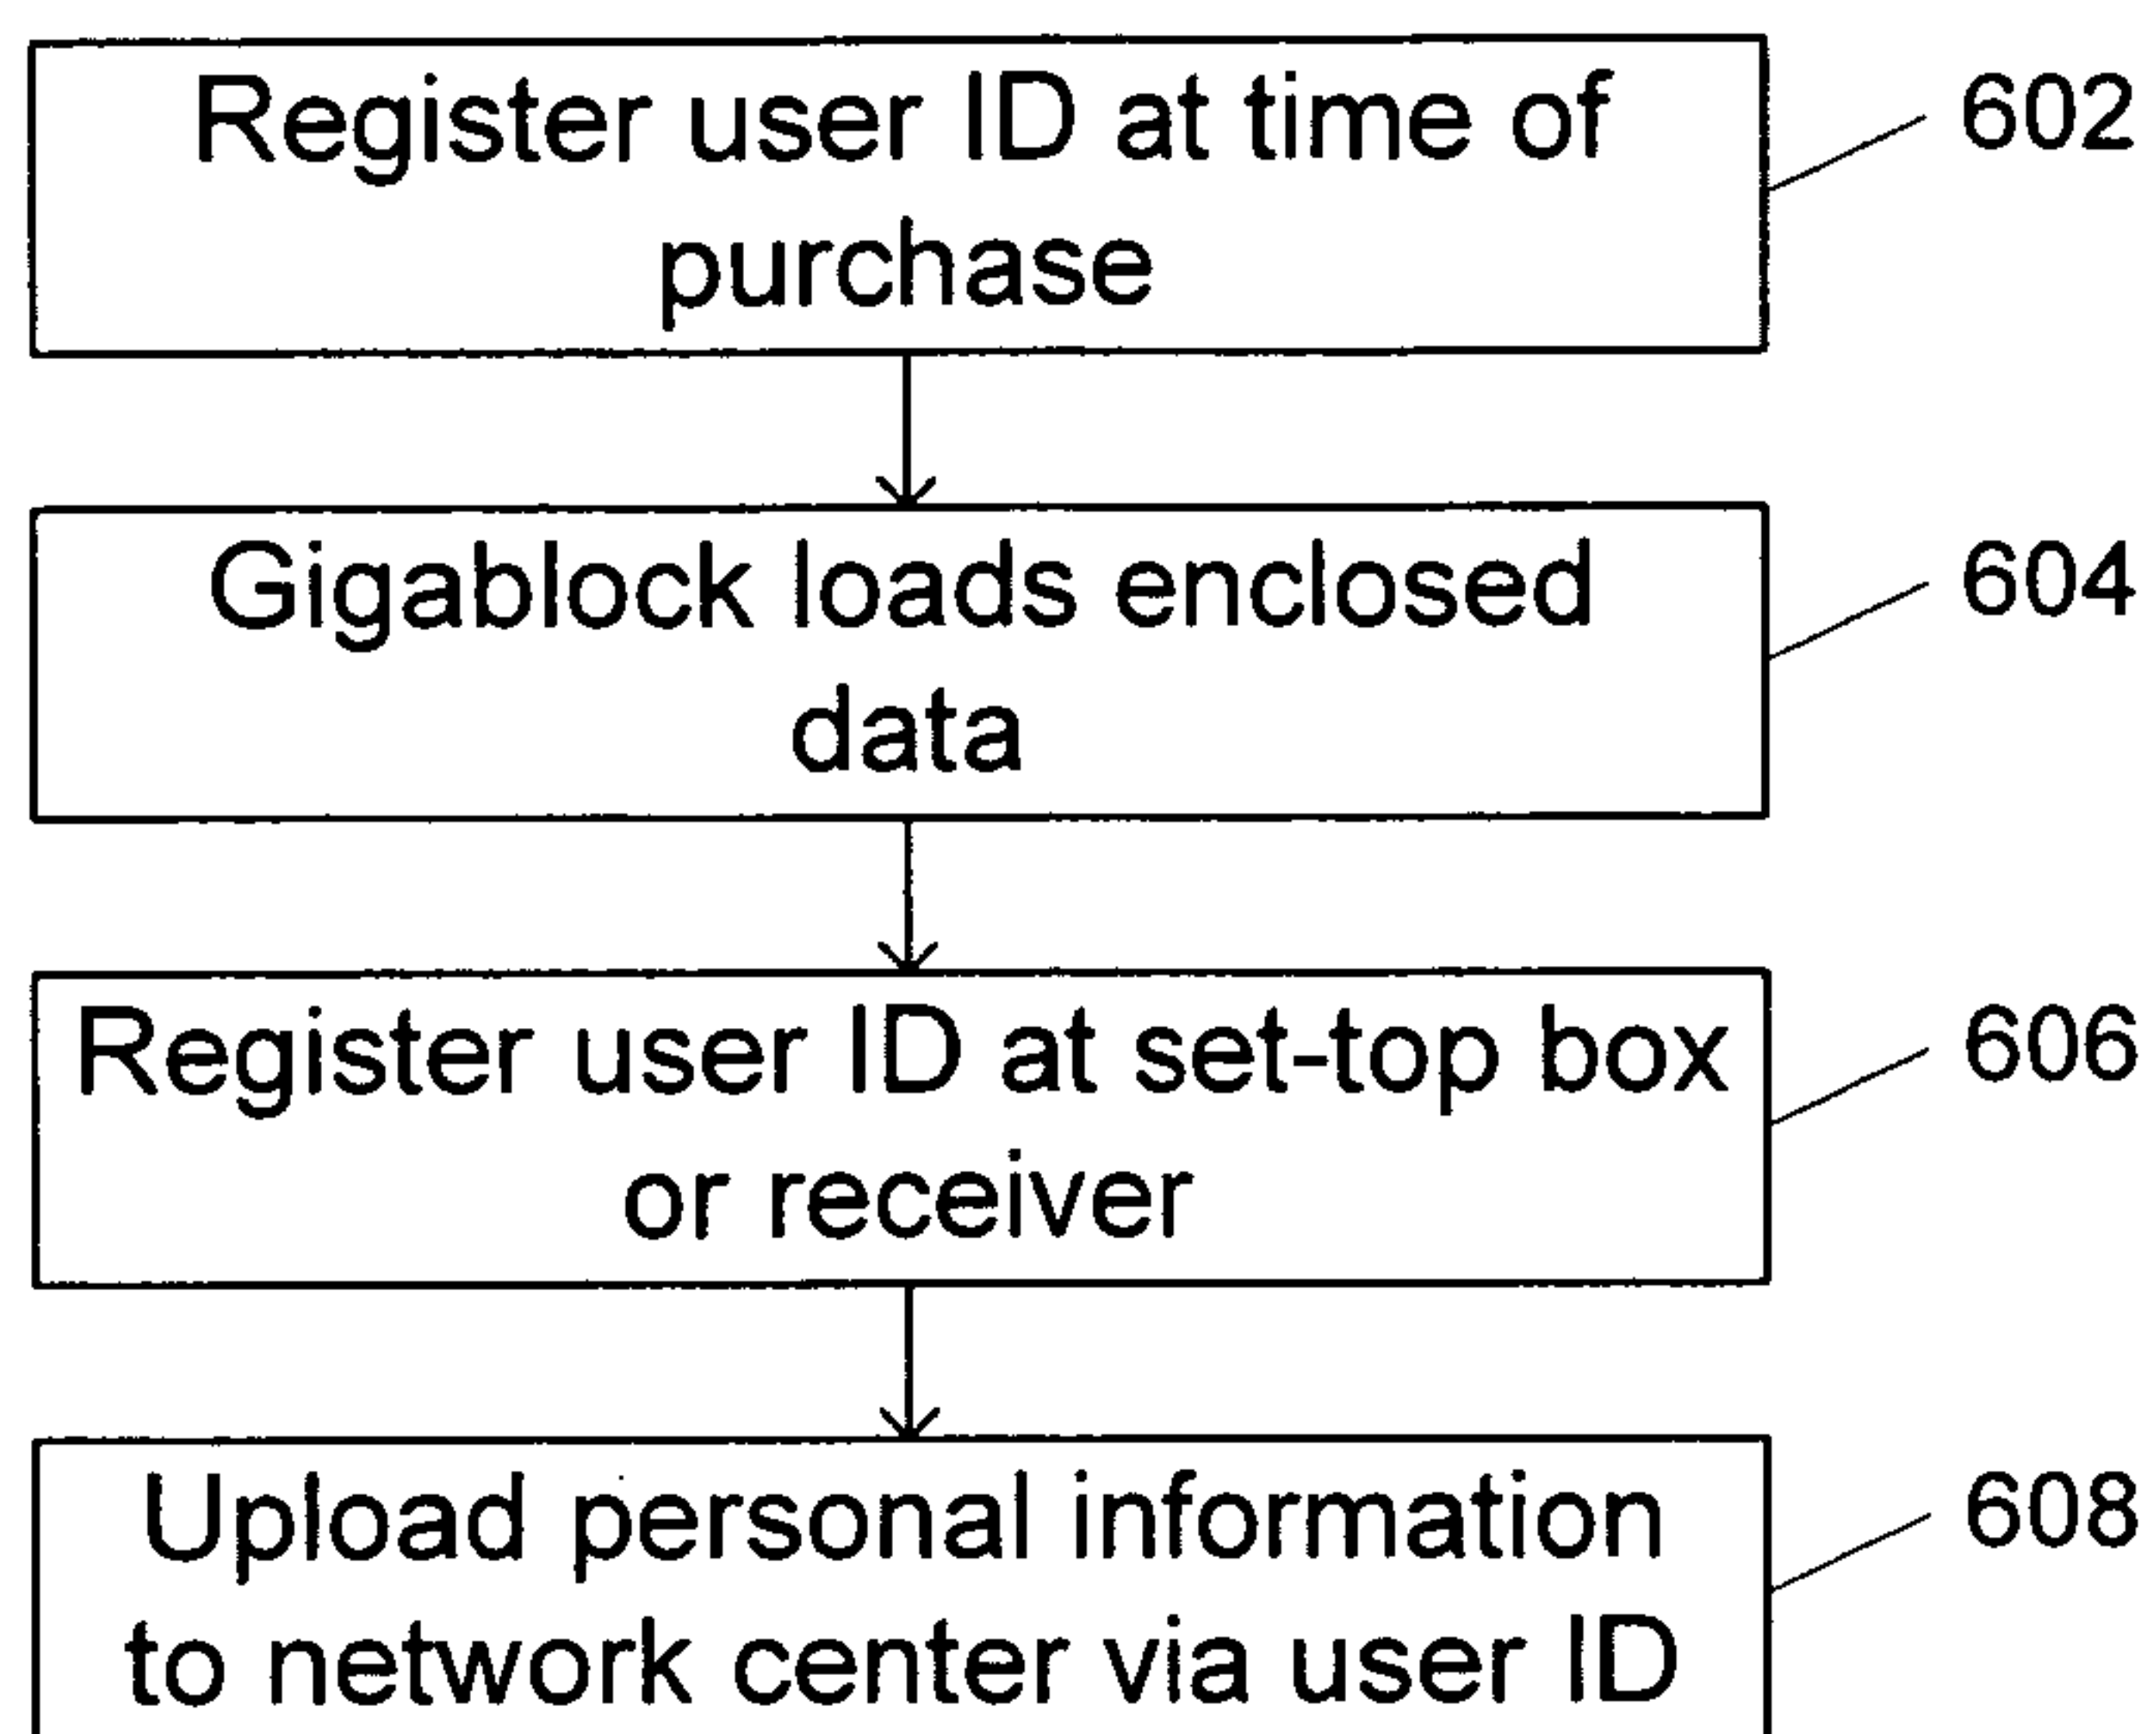 Register user ID at time of
purchase
602
Gigablock loads enclosed
data
604
Register user ID at set-top box
or receiver
606
Upload personal information
to network center via user ID
608